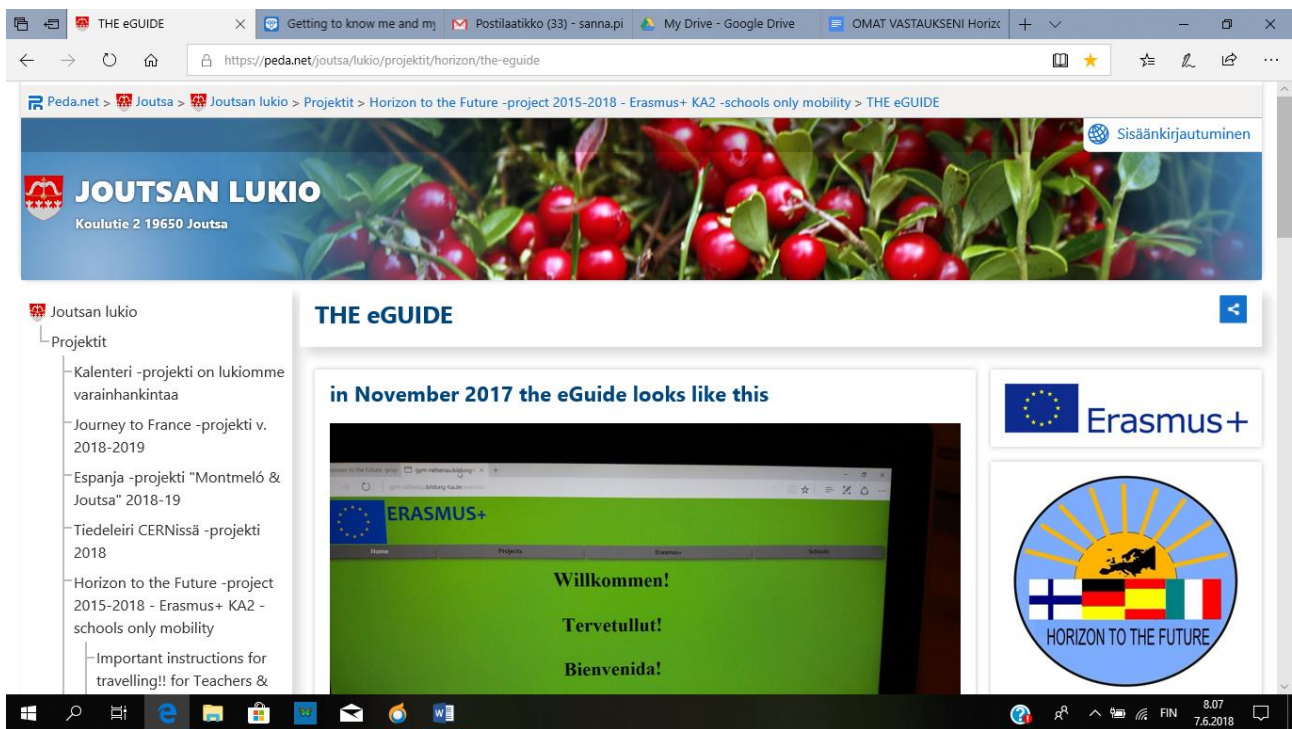 THE eGUIDE
Getting to know me and my
Postilaatikko (33) - sanna.pi
My Drive - Google Drive
OMAT VASTAUKSENI Horizo
https://peda.net/joutsa/lukio/projektit/horizon/the-eguide
Peda.net > Joutsa > Joutsan lukio > Projektit > Horizon to the Future -project 2015-2018 - Erasmus+ KA2 -schools only mobility > THE eGUIDE
Sisäänkirjautuminen
JOUTSAN LUKIO
Koulutie 2 19650 Joutsa
Joutsan lukio
Projektit
Kalenteri -projekti on lukiomme
varainhankintaa
Journey to France -projekti v.
2018-2019
Espanja -projekti "Montmeló &
Joutsa" 2018-19
Tiedeleiri CERNissä -projekti
2018
Horizon to the Future -project
2015-2018 - Erasmus+ KA2 -
schools only mobility
Important instructions for
travelling!! for Teachers &
THE eGUIDE
in November 2017 the eGuide looks like this
ERASMUS+
Home Projects Erasmus+ Schools
Willkommen!
Tervetullut!
Bienvenida!
Erasmus+
HORIZON TO THE FUTURE
FIN
8.07
7.6.2018